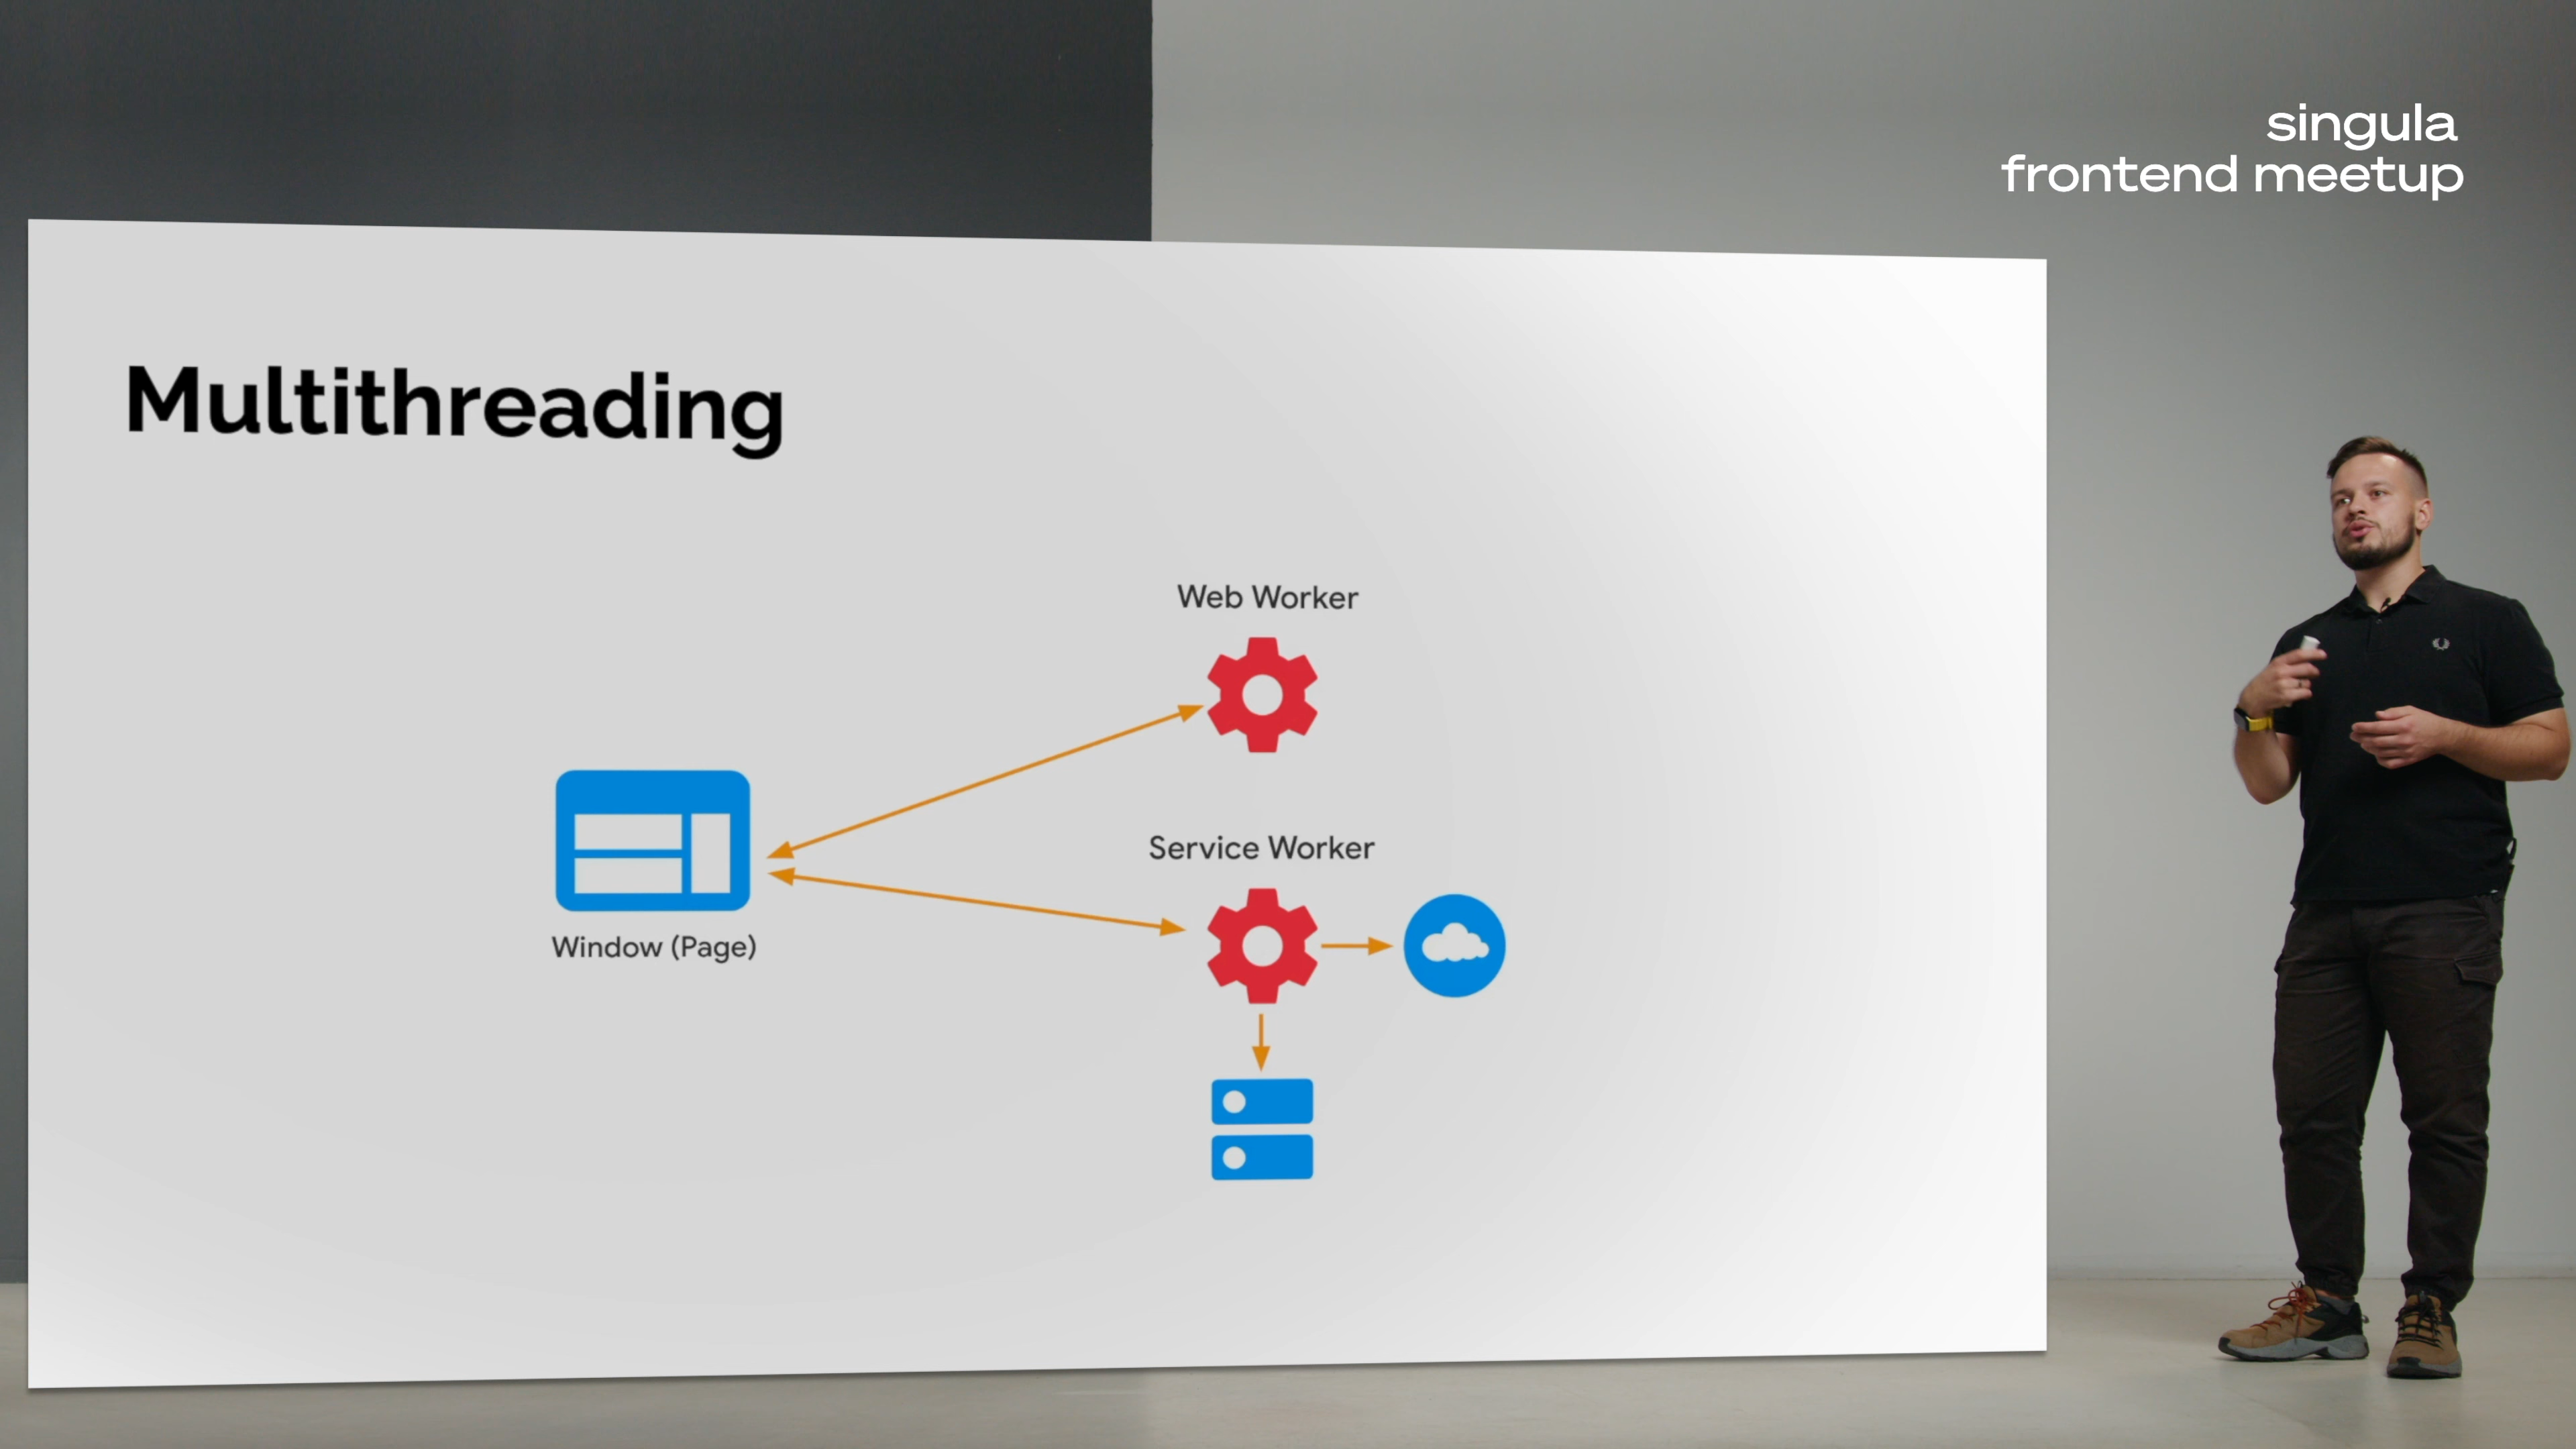 singula
frontend meetup
Multithreading
Web Worker
Service Worker
Window (Page)